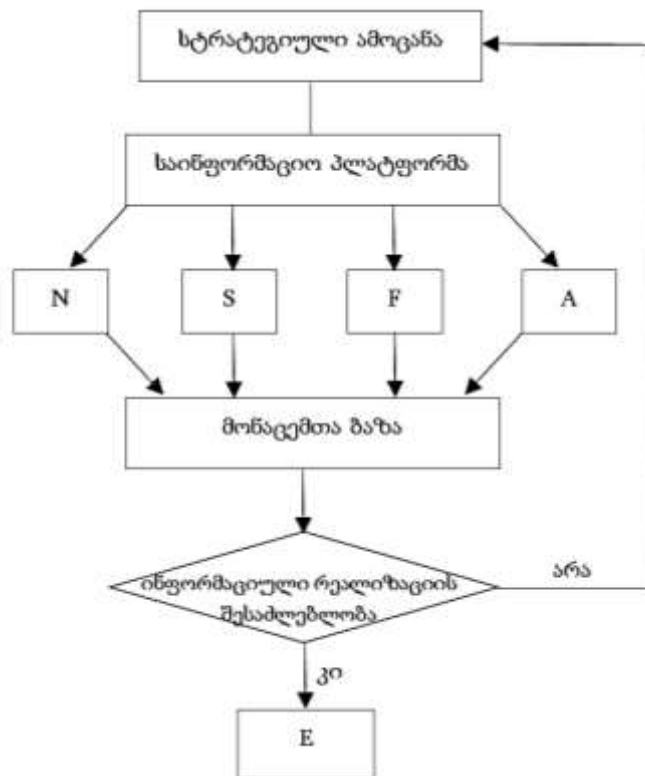 სტრატეგიული ამოცანა
საინფორმაციო პლატფორმა
N S F A
მონაცემთა ბაზა
ინფორმაციული რეალიზაციის
შესაძლებლობა
არა
კი
E